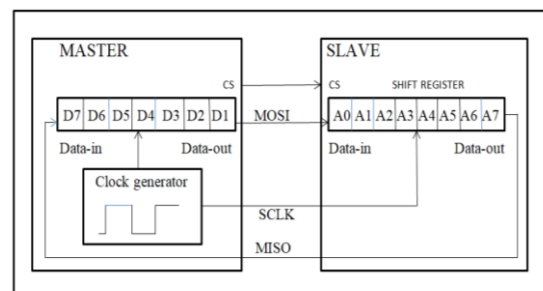 MASTER
SLAVE
CS
CS
SHIFT REGISTER
D7 D6 D5 D4 D3 D2 D1
MOSI
A0 A1 A2 A3 A4 A5 A6 A7
Data-in
Data-out
Data-in
Data-out
Clock generator
SCLK
MISO